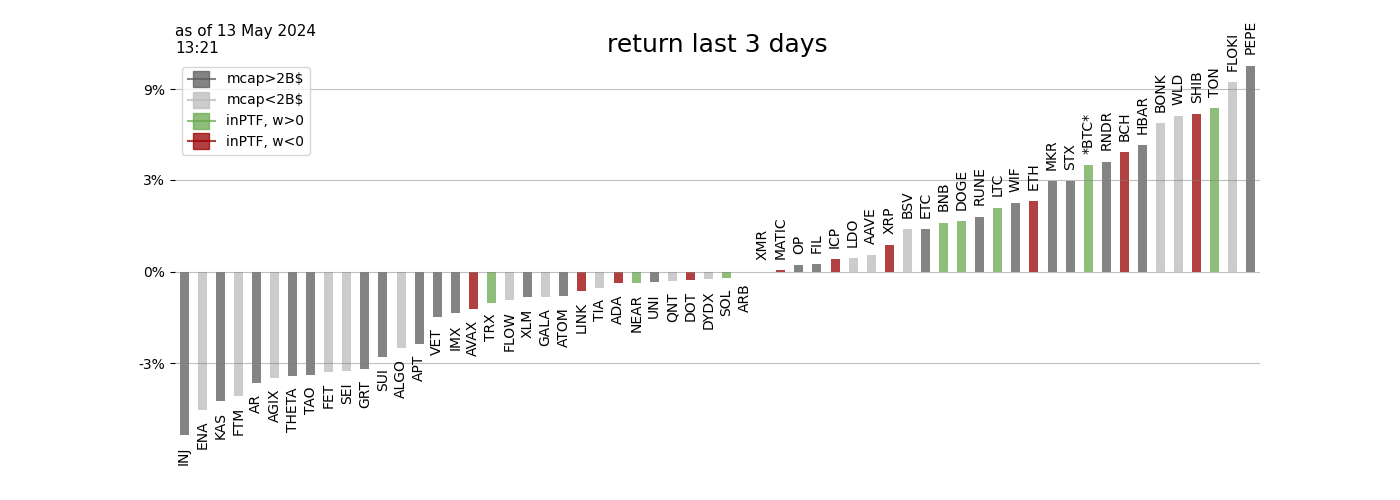 as of 13 May 2024
13:21
return last 3 days
mcap>2B$
mcap<2B$
inPTF, w>0
inPTF, w<0
9%
3%
0%
-3%
INJ
ENA
KAS
FTM
AR
AGIX
THETA
TAO
FET
SEI
GRT
SUI
ALGO
APT
VET
IMX
AVAX
TRX
FLOW
XLM
GALA
ATOM
LINK
TIA
ADA
NEAR
UNI
QNT
DOT
DYDX
SOL
ARB
XMR
MATIC
OP
FIL
ICP
LDO
AAVE
XRP
BSV
ETC
BNB
DOGE
RUNE
LTC
WIF
ETH
MKR
STX
*BTC*
RNDR
BCH
HBAR
BONK
WLD
SHIB
TON
FLOKI
PEPE